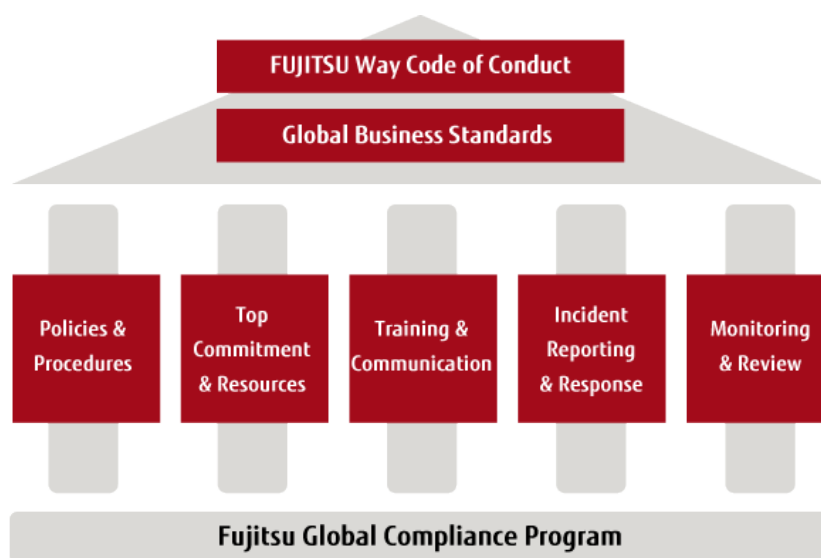 FUJITSU Way Code of Conduct
Global Business Standards
Policies &
Procedures
Top
Commitment
& Resources
Training &
Communication
Incident
Reporting
& Response
Monitoring
& Review
Fujitsu Global Compliance Program